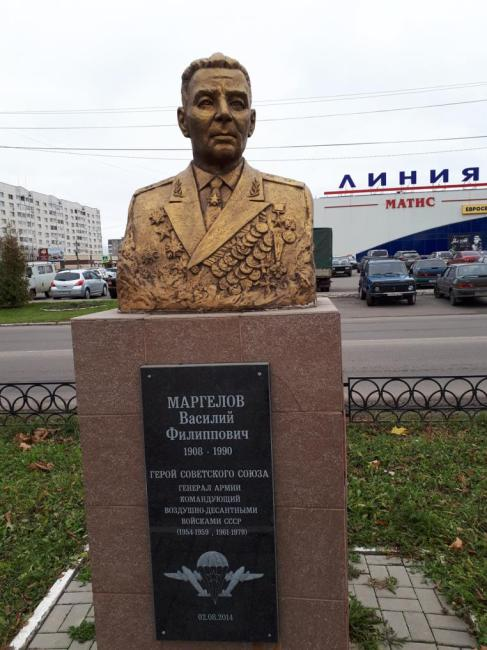 ЛИНИЯ
МАТИС
ЕВРОСЕ
МАРГЕЛОВ
Василий
Филиппович
1908 - 1990
ГЕРОЙ СОВЕТСКОГО СОЮЗА
ГЕНЕРАЛ АРМИИ
КОМАНДУЮЩИЙ
ВОЗДУШНО-ДЕСАНТНЫМИ
ВОЙСКАМИ СССР
(1954-1959 , 1961-1979)
02.08.2014